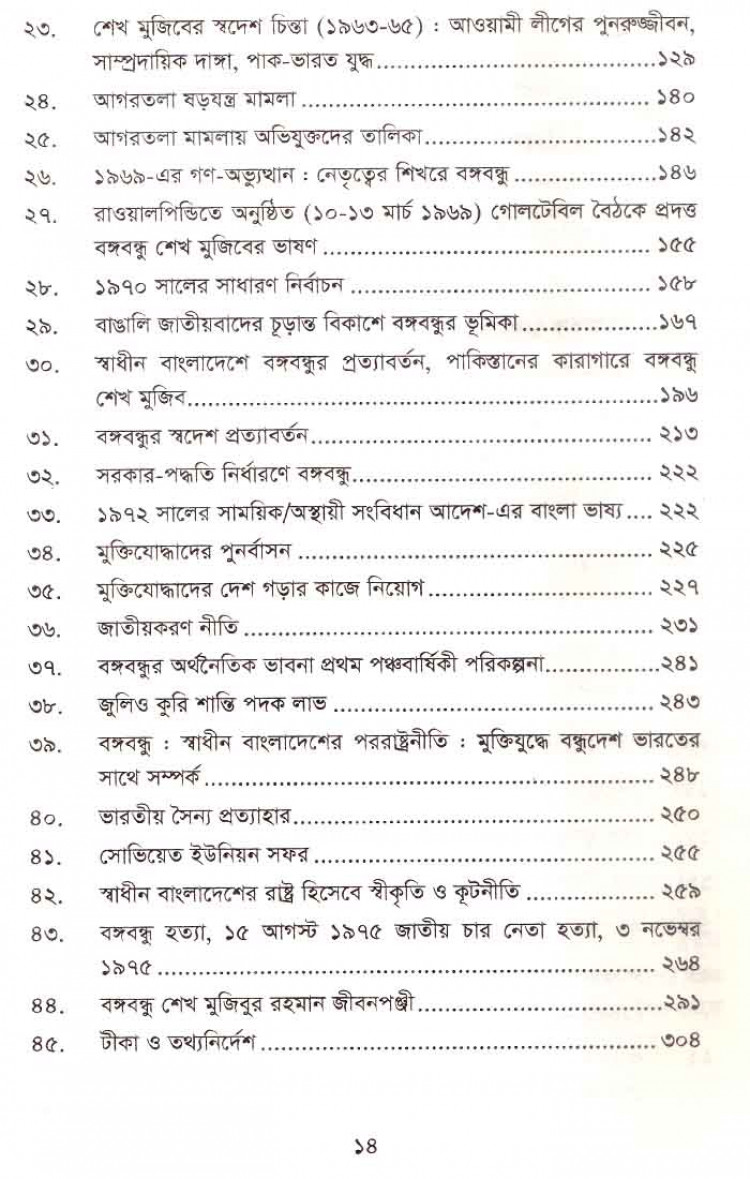 ২৩. শেখ মুজিবের স্বদেশ চিন্তা (১৯৬৩-৬৫) : আওয়ামী লীগের পুনরুজ্জীবন,
সাম্প্রদায়িক দাঙ্গা, পাক-ভারত যুদ্ধ..........................................১২৯
২৪. আগরতলা ষড়যন্ত্র মামলা .................................................... ১৪০
২৫. আগরতলা মামলায় অভিযুক্তদের তালিকা...................................১৪২
২৬. ১৯৬৯-এর গণ-অভ্যুত্থান : নেতৃত্বের শিখরে বঙ্গবন্ধু .....................১৪৬
২৭. রাওয়ালপিন্ডিতে অনুষ্ঠিত (১০-১৩ মার্চ ১৯৬৯) গোলটেবিল বৈঠকে প্রদত্ত
বঙ্গবন্ধু শেখ মুজিবের ভাষণ ................................................. ১৫৫
২৮. ১৯৭০ সালের সাধারণ নির্বাচন ............................................. ১৫৮
২৯. বাঙালি জাতীয়বাদের চূড়ান্ত বিকাশে বঙ্গবন্ধুর ভূমিকা....................১৬৭
৩০. স্বাধীন বাংলাদেশে বঙ্গবন্ধুর প্রত্যাবর্তন, পাকিস্তানের কারাগারে বঙ্গবন্ধু
শেখ মুজিব......................................................................১৯৬
৩১. বঙ্গবন্ধুর স্বদেশ প্রত্যাবর্তন................................................... ২১৩
৩২. সরকার-পদ্ধতি নির্ধারণে বঙ্গবন্ধু............................................. ২২২
৩৩. ১৯৭২ সালের সাময়িক/অস্থায়ী সংবিধান আদেশ-এর বাংলা ভাষ্য .... ২২২
৩৪. মুক্তিযোদ্ধাদের পুনর্বাসন ..................................................... ২২৫
৩৫. মুক্তিযোদ্ধাদের দেশ গড়ার কাজে নিয়োগ.................................. ২২৭
৩৬. জাতীয়করণ নীতি ............................................................. ২৩১
৩৭. বঙ্গবন্ধুর অর্থনৈতিক ভাবনা প্রথম পঞ্চবার্ষিকী পরিকল্পনা.................২৪১
৩৮. জুলিও কুরি শান্তি পদক লাভ ................................................ ২৪৩
৩৯. বঙ্গবন্ধু : স্বাধীন বাংলাদেশের পররাষ্ট্রনীতি : মুক্তিযুদ্ধে বন্ধুদেশ ভারতের
সাথে সম্পর্ক .................................................................... ২৪৮
৪০. ভারতীয় সৈন্য প্রত্যাহার...................................................... ২৫০
৪১. সোভিয়েত ইউনিয়ন সফর ................................................... ২৫৫
৪২. স্বাধীন বাংলাদেশের রাষ্ট্র হিসেবে স্বীকৃতি ও কূটনীতি ................... ২৫৯
৪৩. বঙ্গবন্ধু হত্যা, ১৫ আগস্ট ১৯৭৫ জাতীয় চার নেতা হত্যা, ৩ নভেম্বর
১৯৭৫ ........................................................................... ২৬৪
৪৪. বঙ্গবন্ধু শেখ মুজিবুর রহমান জীবনপঞ্জী....................................২৯১
৪৫. টীকা ও তথ্যনির্দেশ ........................................................... ৩০৪
১৪